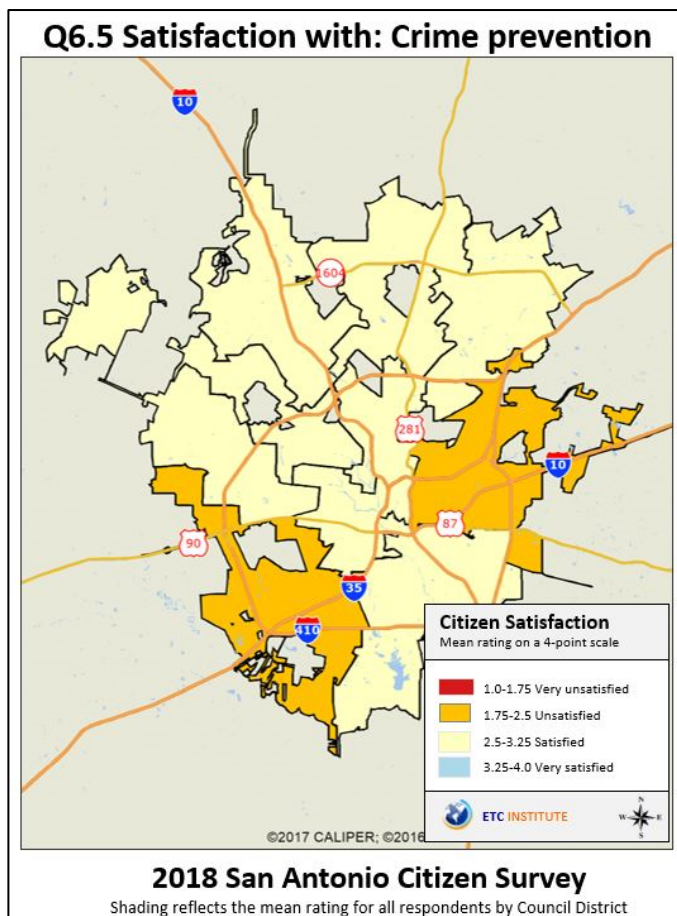 Q6.5 Satisfaction with: Crime prevention
10
1604
281
10
87
90
35
410
Citizen Satisfaction
Mean rating on a 4-point scale
1.0-1.75 Very unsatisfied
1.75-2.5 Unsatisfied
2.5-3.25 Satisfied
3.25-4.0 Very satisfied
ETC INSTITUTE
N
W E
S
©2017 CALIPER; ©2016
2018 San Antonio Citizen Survey
Shading reflects the mean rating for all respondents by Council District